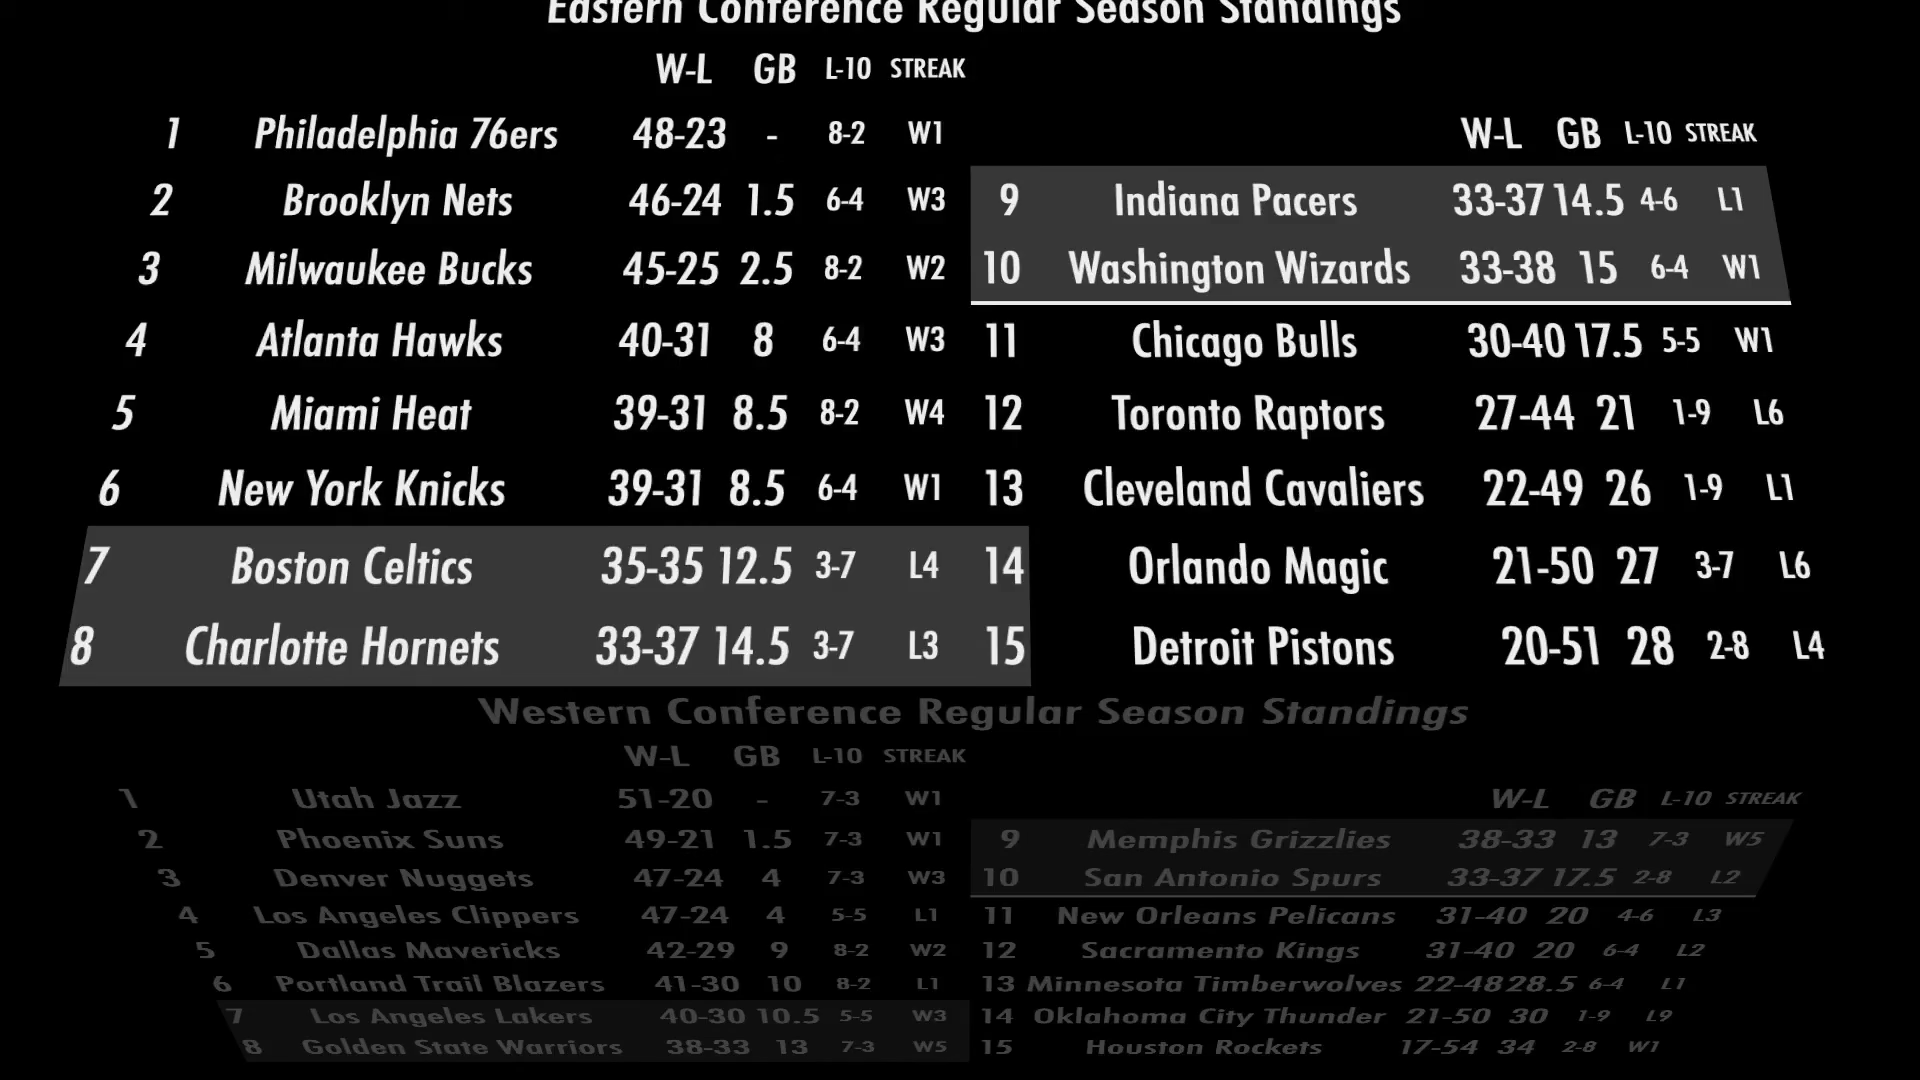 Eastern Conference Regular Season Standings
W-L GB L-10 STREAK
1 Philadelphia 76ers 48-23 - 8-2 W1
2 Brooklyn Nets 46-24 1.5 6-4 W3
3 Milwaukee Bucks 45-25 2.5 8-2 W2
4 Atlanta Hawks 40-31 8 6-4 W3
5 Miami Heat 39-31 8.5 8-2 W4
6 New York Knicks 39-31 8.5 6-4 W1
7 Boston Celtics 35-35 12.5 3-7 L4
8 Charlotte Hornets 33-37 14.5 3-7 L3
W-L GB L-10 STREAK
9 Indiana Pacers 33-37 14.5 4-6 L1
10 Washington Wizards 33-38 15 6-4 W1
11 Chicago Bulls 30-40 17.5 5-5 W1
12 Toronto Raptors 27-44 21 1-9 L6
13 Cleveland Cavaliers 22-49 26 1-9 L1
14 Orlando Magic 21-50 27 3-7 L6
15 Detroit Pistons 20-51 28 2-8 L4
Western Conference Regular Season Standings
W-L GB L-10 STREAK
1 Utah Jazz 51-20 - 7-3 W1
2 Phoenix Suns 49-21 1.5 7-3 W1
3 Denver Nuggets 47-24 4 7-3 W3
4 Los Angeles Clippers 47-24 4 5-5 L1
5 Dallas Mavericks 42-29 9 8-2 W2
6 Portland Trail Blazers 41-30 10 8-2 L1
7 Los Angeles Lakers 40-30 10.5 5-5 W3
8 Golden State Warriors 38-33 13 7-3 W5
W-L GB L-10 STREAK
9 Memphis Grizzlies 38-33 13 7-3 W5
10 San Antonio Spurs 33-37 17.5 2-8 L2
11 New Orleans Pelicans 31-40 20 4-6 L3
12 Sacramento Kings 31-40 20 6-4 L2
13 Minnesota Timberwolves 22-48 28.5 6-4 L1
14 Oklahoma City Thunder 21-50 30 1-9 L9
15 Houston Rockets 17-54 34 2-8 W1